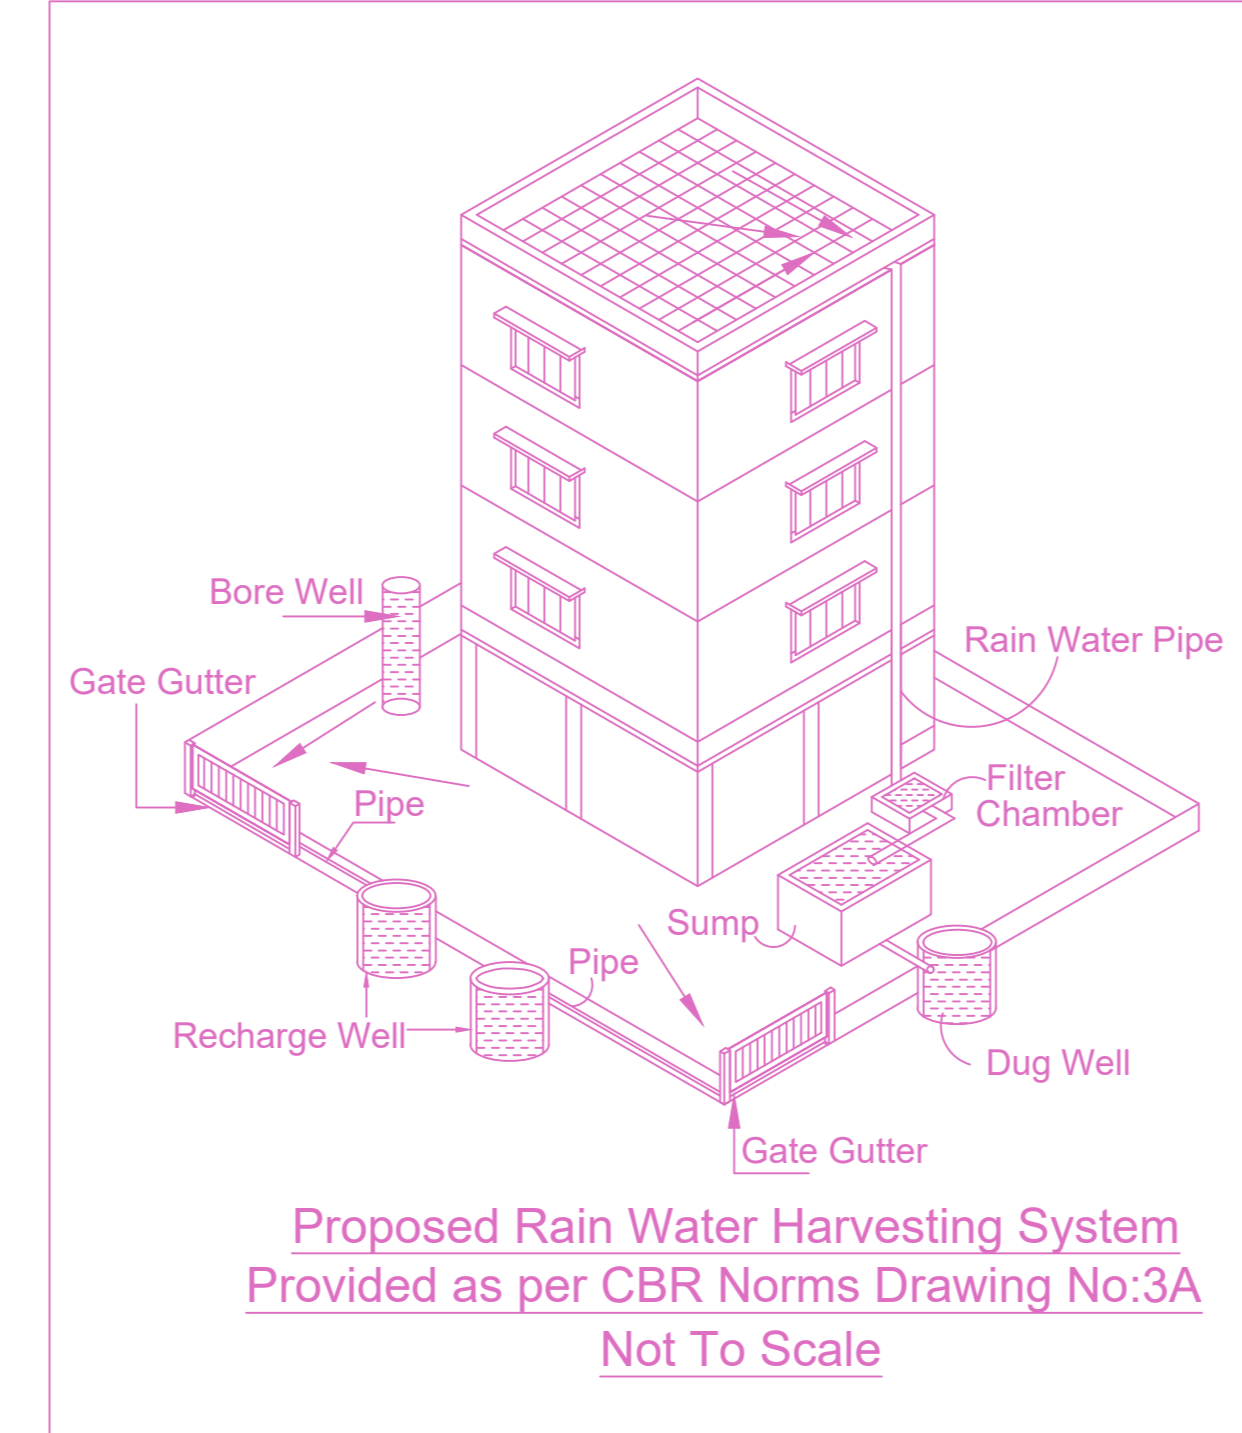 Bore Well
Rain Water Pipe
Gate Gutter
Filter
Chamber
Pipe
Sump
Pipe
Recharge Well
Dug Well
Gate Gutter
Proposed Rain Water Harvesting System
Provided as per CBR Norms Drawing No:3A
Not To Scale